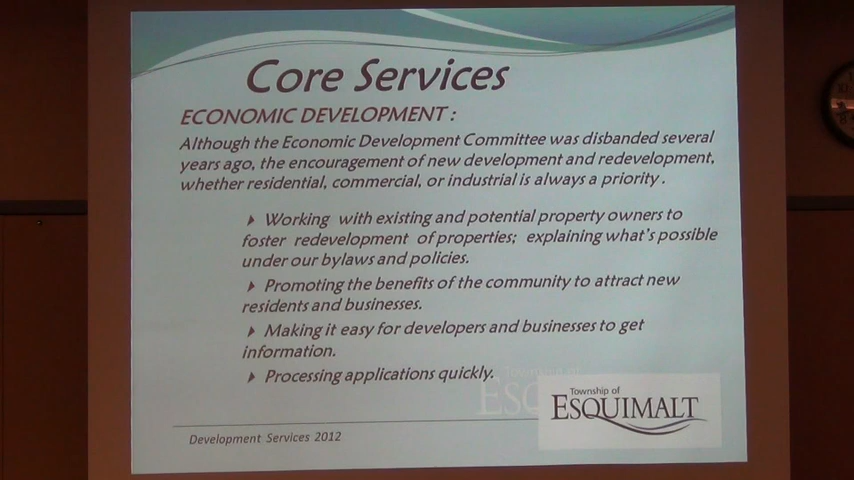 Core Services
ECONOMIC DEVELOPMENT :
Although the Economic Development Committee was disbanded several
years ago, the encouragement of new development and redevelopment,
whether residential, commercial, or industrial is always a priority .
Working with existing and potential property owners to
foster redevelopment of properties; explaining what's possible
under our bylaws and policies.
Promoting the benefits of the community to attract new
residents and businesses.
Making it easy for developers and businesses to get
information.
Processing applications quickly.
Township of
ESQUIMALT
Development Services 2012